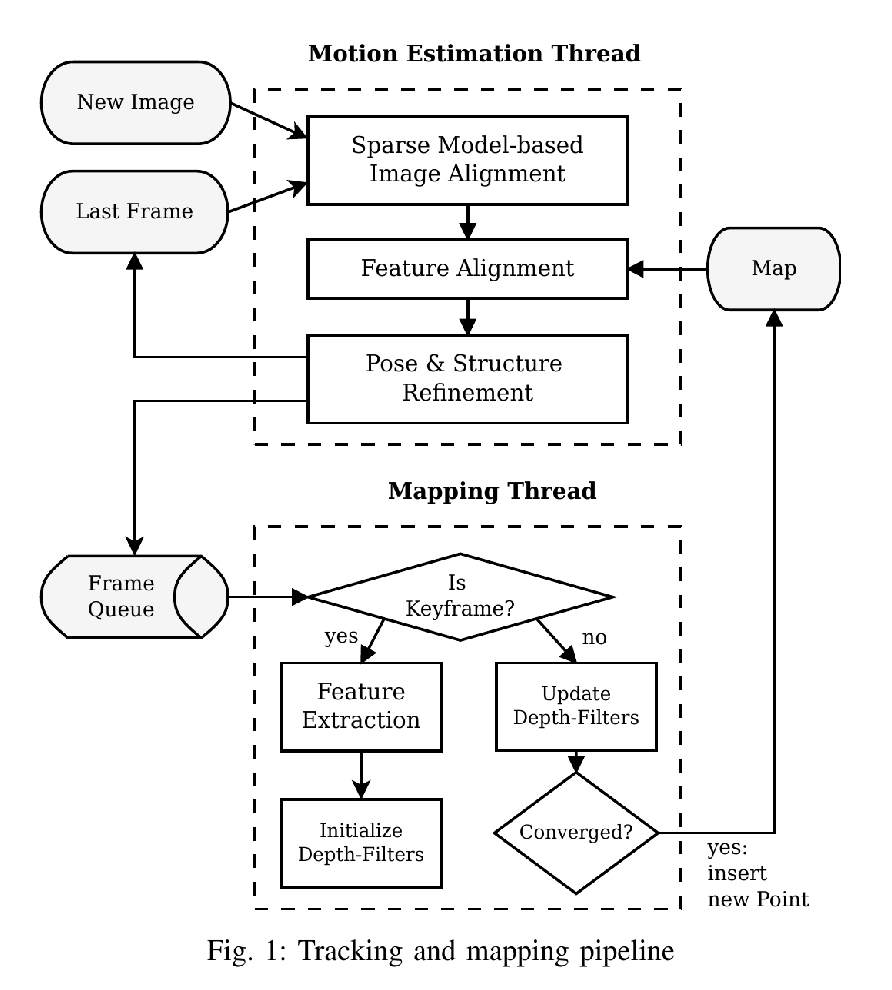 Motion Estimation Thread
New Image
Sparse Model-based
Image Alignment
Last Frame
Feature Alignment
Map
Pose & Structure
Refinement
Mapping Thread
Frame
Queue
Is
Keyframe?
yes
no
Feature
Extraction
Update
Depth-Filters
Initialize
Depth-Filters
Converged?
yes:
insert
new Point
Fig. 1: Tracking and mapping pipeline